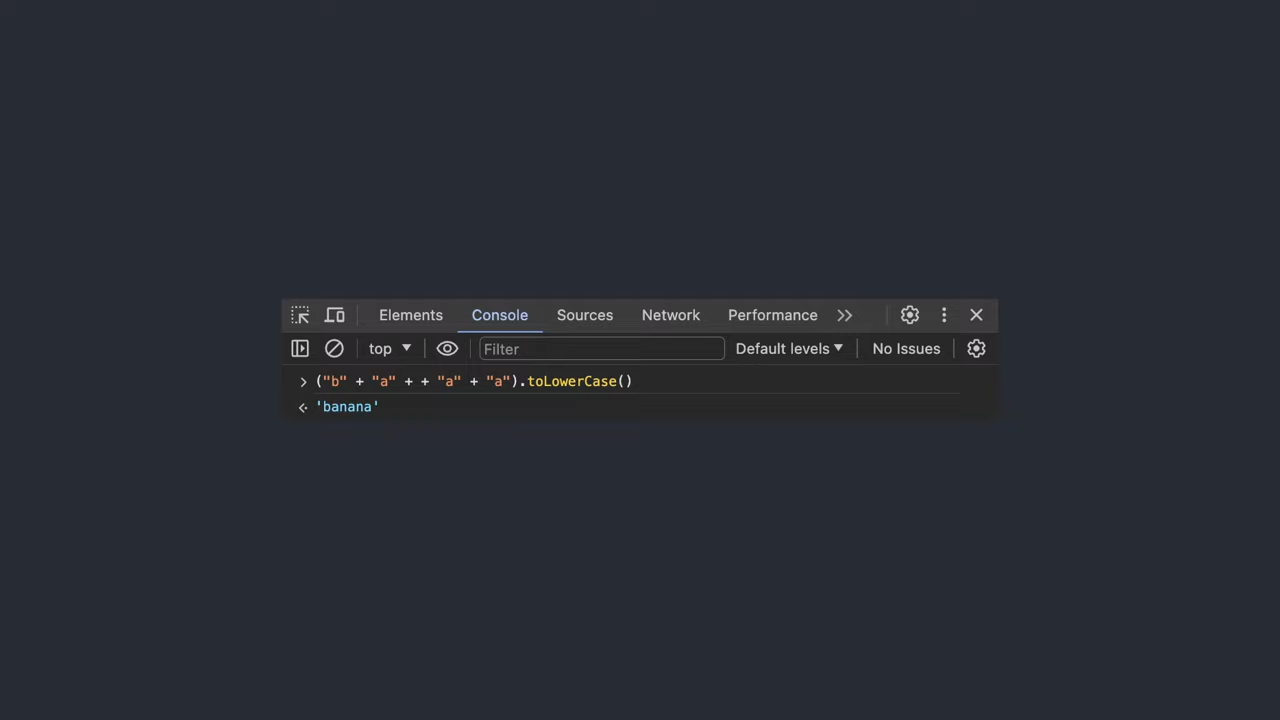 Elements Console Sources Network Performance
top Filter Default levels No Issues
> ("b" + "a" + + "a" + "a").toLowerCase()
'banana'